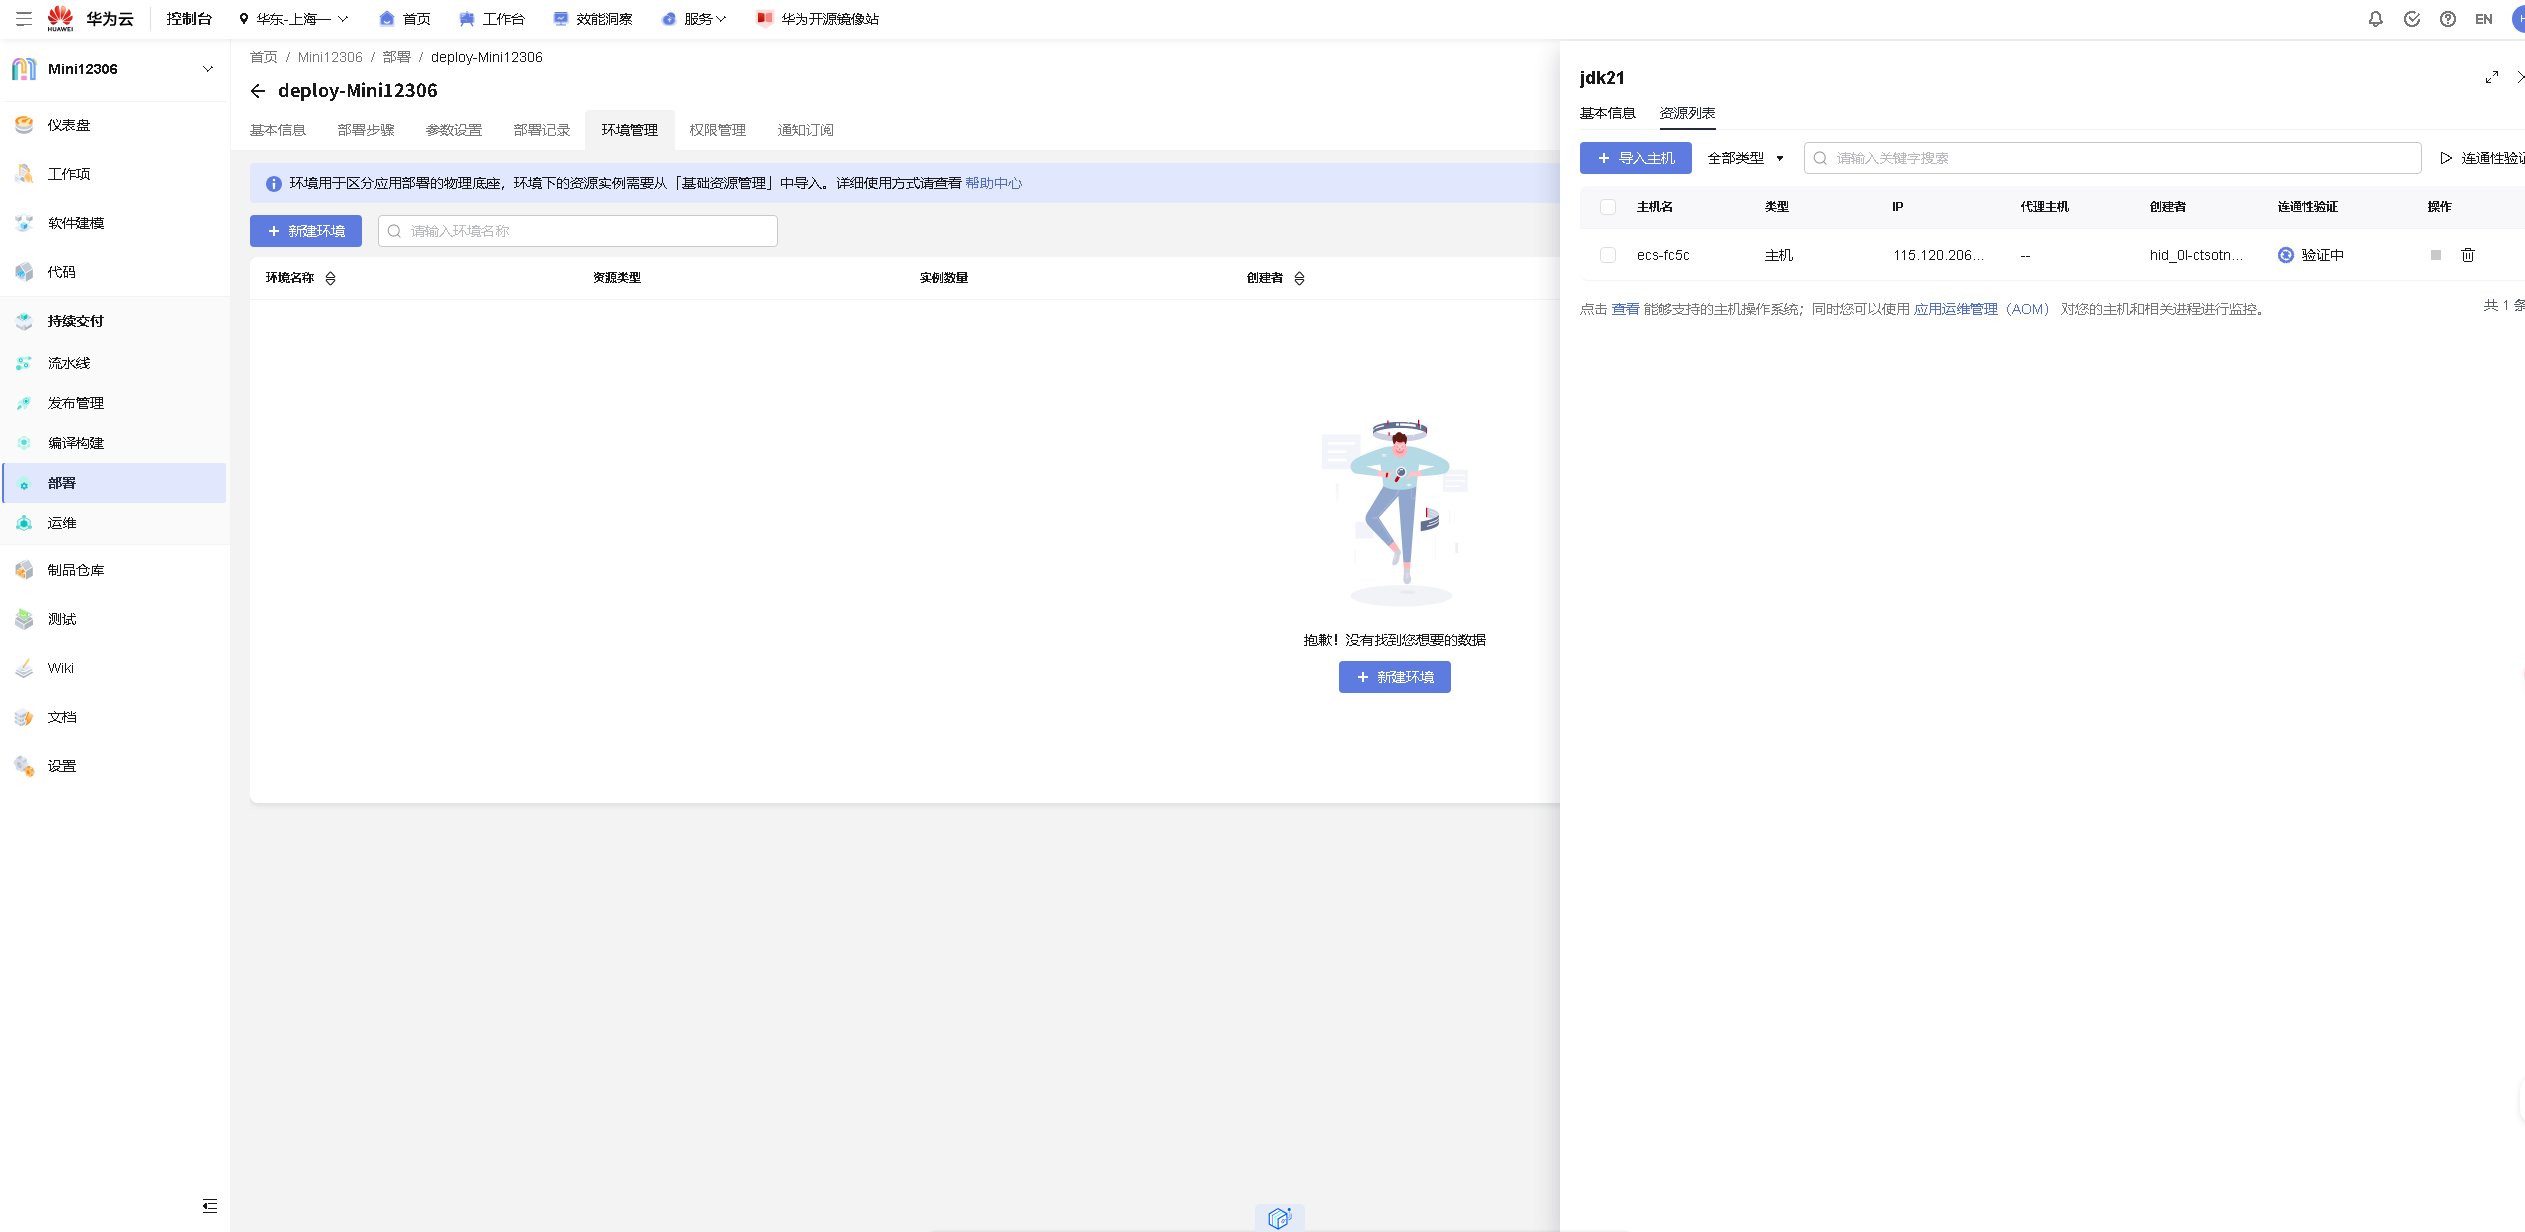 HUAWEI 华为云 控制台 华东-上海一 首页 工作台 效能洞察 服务 华为开源镜像站 EN
Mini12306
仪表盘
工作项
软件建模
代码
持续交付
流水线
发布管理
编译构建
部署
运维
制品仓库
测试
Wiki
文档
设置
首页 / Mini12306 / 部署 / deploy-Mini12306
deploy-Mini12306
基本信息 部署步骤 参数设置 部署记录 环境管理 权限管理 通知订阅
环境用于区分应用部署的物理底座，环境下的资源实例需要从「基础资源管理」中导入。详细使用方式请查看 帮助中心
新建环境 请输入环境名称
环境名称 资源类型 实例数量 创建者
抱歉！没有找到您想要的数据
新建环境
jdk21
基本信息 资源列表
导入主机 全部类型 请输入关键字搜索 连通性验证
主机名 类型 IP 代理主机 创建者 连通性验证 操作
ecs-fc5c 主机 115.120.206... -- hid_0l-ctsotn... 验证中
点击 查看 能够支持的主机操作系统；同时您可以使用 应用运维管理（AOM） 对您的主机和相关进程进行监控。
共 1 条